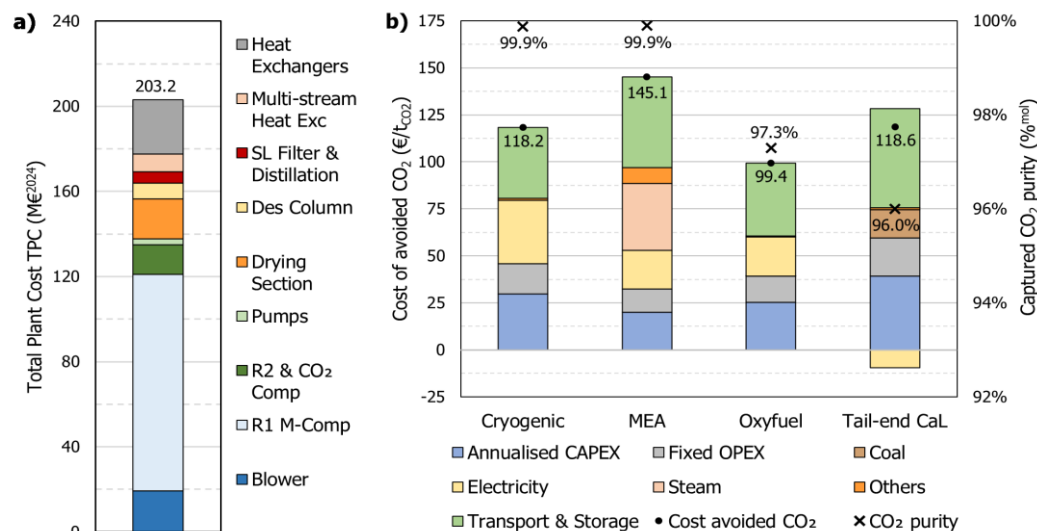 a)
Total Plant Cost TPC (M€²⁰²⁴)
240
200
160
120
80
40
0
203.2
Heat
Exchangers
Multi-stream
Heat Exc
SL Filter &
Distillation
Des Column
Drying
Section
Pumps
R2 & CO₂
Comp
R1 M-Comp
Blower
b)
Cost of avoided CO₂ (€/tCO2)
175
150
125
100
75
50
25
0
-25
99.9%
99.9%
97.3%
96.0%
118.2
145.1
99.4
118.6
Cryogenic
MEA
Oxyfuel
Tail-end CaL
100%
98%
96%
94%
92%
Captured CO₂ purity (%mol)
Annualised CAPEX
Fixed OPEX
Coal
Electricity
Steam
Others
Transport & Storage
Cost avoided CO₂
CO₂ purity